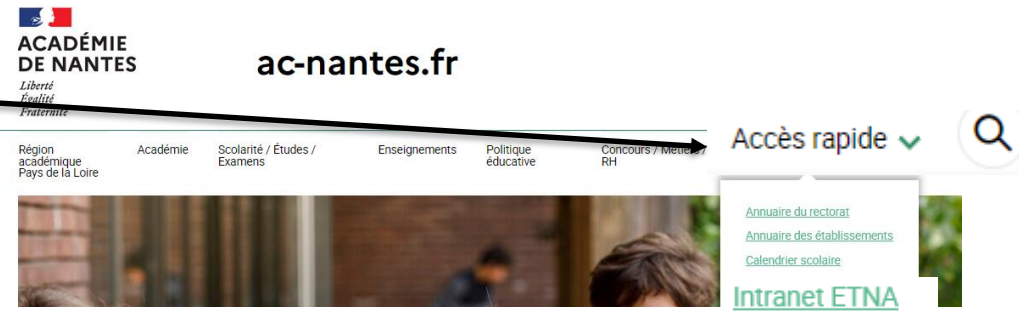 ACADÉMIE
DE NANTES
Liberté
Égalité
Fraternité
ac-nantes.fr
Région
académique
Pays de la Loire
Académie
Scolarité / Études /
Examens
Enseignements
Politique
éducative
Concours / Métiers /
RH
Accès rapide
Annuaire du rectorat
Annuaire des établissements
Calendrier scolaire
Intranet ETNA